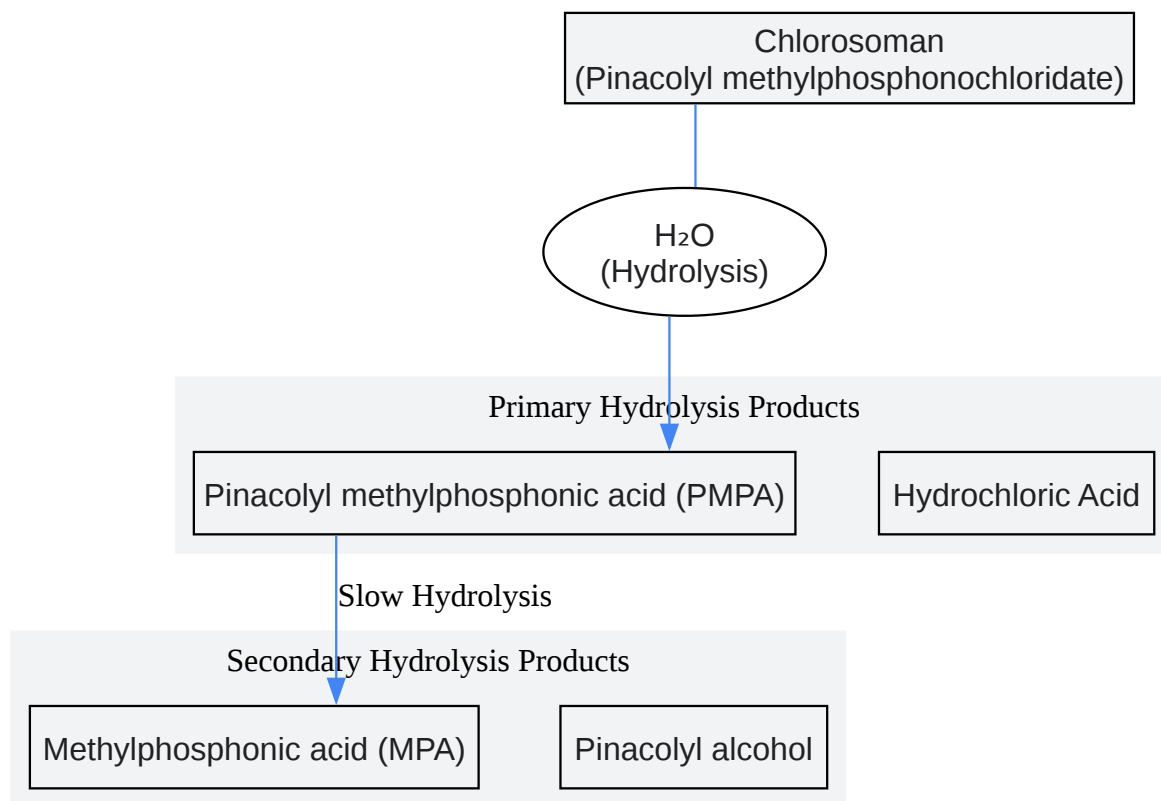 Chlorosoman
(Pinacolyl methylphosphonochloridate)
H₂O
(Hydrolysis)
Primary Hydrolysis Products
Pinacolyl methylphosphonic acid (PMPA)
Hydrochloric Acid
Slow Hydrolysis
Secondary Hydrolysis Products
Methylphosphonic acid (MPA)
Pinacolyl alcohol